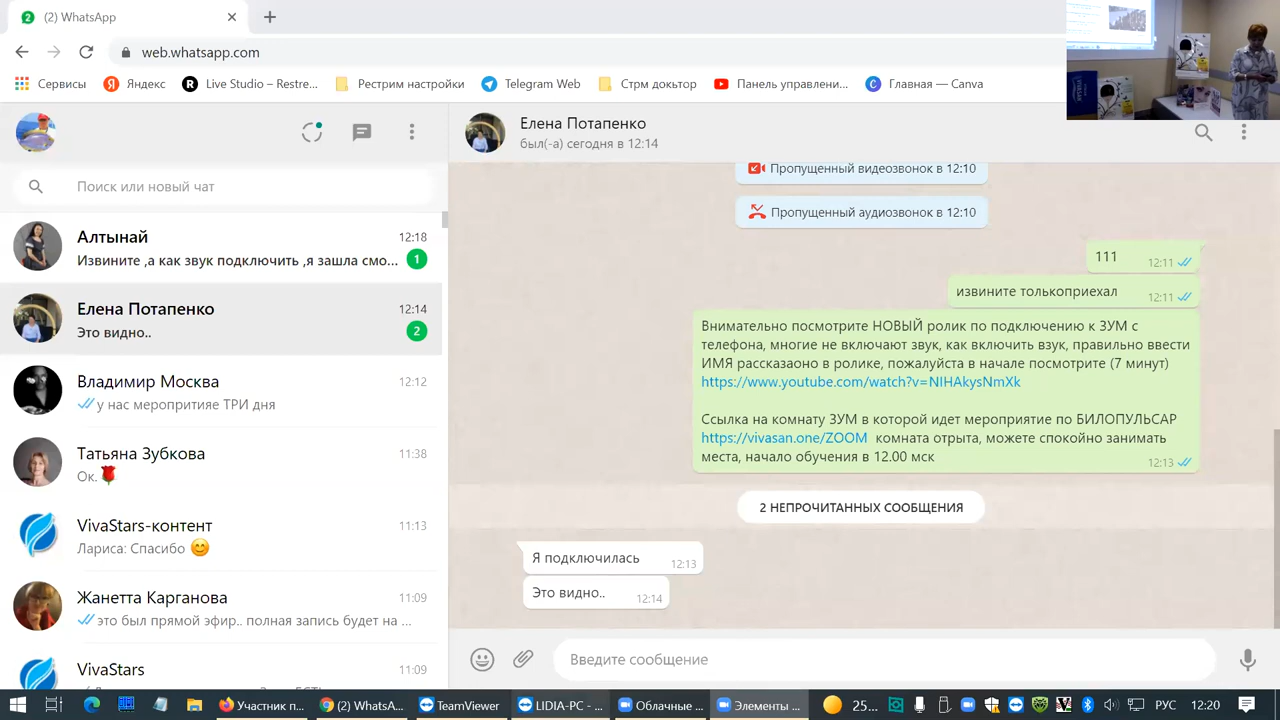 (2) WhatsApp
web.whatsapp.com
Сервисы
Яндекс
Live Studio – Restre...
Рестрим настройки
Telegram Web
Стрм доктор
Панель управлени...
Главная — Canva
Елена Потапенко
был(-а) сегодня в 12:14
Поиск или новый чат
Алтынай 12:18
Извините ,а как звук подключить ,я зашла смо... 1
Елена Потапенко 12:14
Это видно.. 2
Владимир Москва 12:12
у нас меропритияе ТРИ дня
Татьяна Зубкова 11:38
Ок.
VivaStars-контент 11:13
Лариса: Спасибо
Жанетта Карганова 11:09
это был прямой эфир.. полная запись будет на ...
VivaStars 11:09
Пропущенный видеозвонок в 12:10
Пропущенный аудиозвонок в 12:10
111 12:11
извините толькоприехал 12:11
Внимательно посмотрите НОВЫЙ ролик по подключению к ЗУМ с
телефона, многие не включают звук, как включить взук, правильно ввести
ИМЯ рассказаоно в ролике, пожалуйста в начале посмотрите (7 минут)
https://www.youtube.com/watch?v=NIHAkysNmXk
Ссылка на комнату ЗУМ в которой идет мероприятие по БИЛОПУЛЬСАР
https://vivasan.one/ZOOM комната отрыта, можете спокойно занимать
места, начало обучения в 12.00 мск 12:13
2 НЕПРОЧИТАННЫХ СООБЩЕНИЯ
Я подключилась 12:13
Это видно.. 12:14
Введите сообщение
Участник п...
(2) WhatsA...
TeamViewer
LENA-PC - ...
Облачные ...
Элементы ...
25...
РУС
12:20